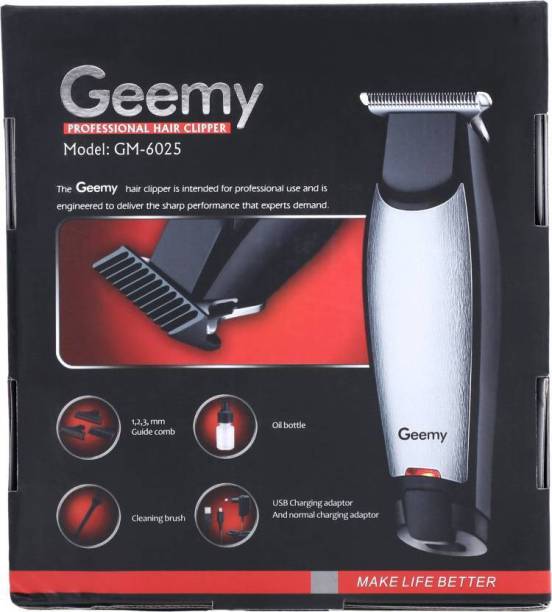 Geemy
PROFESSIONAL HAIR CLIPPER
Model: GM-6025
The Geemy hair clipper is intended for professional use and is
engineered to deliver the sharp performance that experts demand.
1,2,3, mm
Guide comb
Oil bottle
Cleaning brush
USB Charging adaptor
And normal charging adaptor
Geemy
MAKE LIFE BETTER